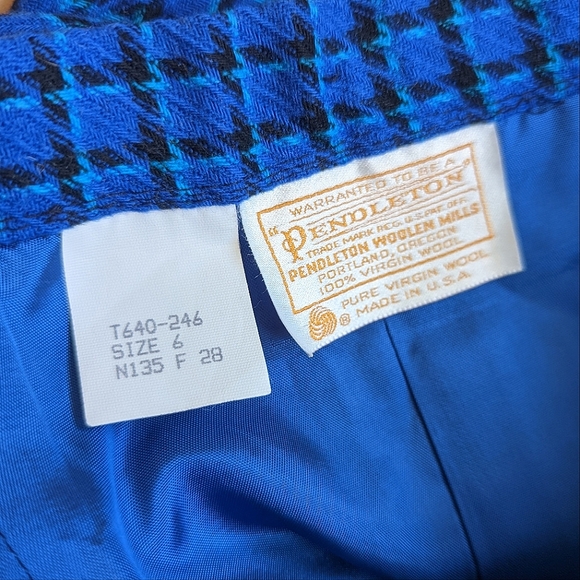 T640-246
SIZE 6
N135 F 28
WARRANTED TO BE A
"PENDLETON"
TRADE MARK REG. U.S. PAT. OFF.
PENDLETON WOOLEN MILLS
PORTLAND, OREGON
100% VIRGIN WOOL
PURE VIRGIN WOOL
® MADE IN U.S.A.